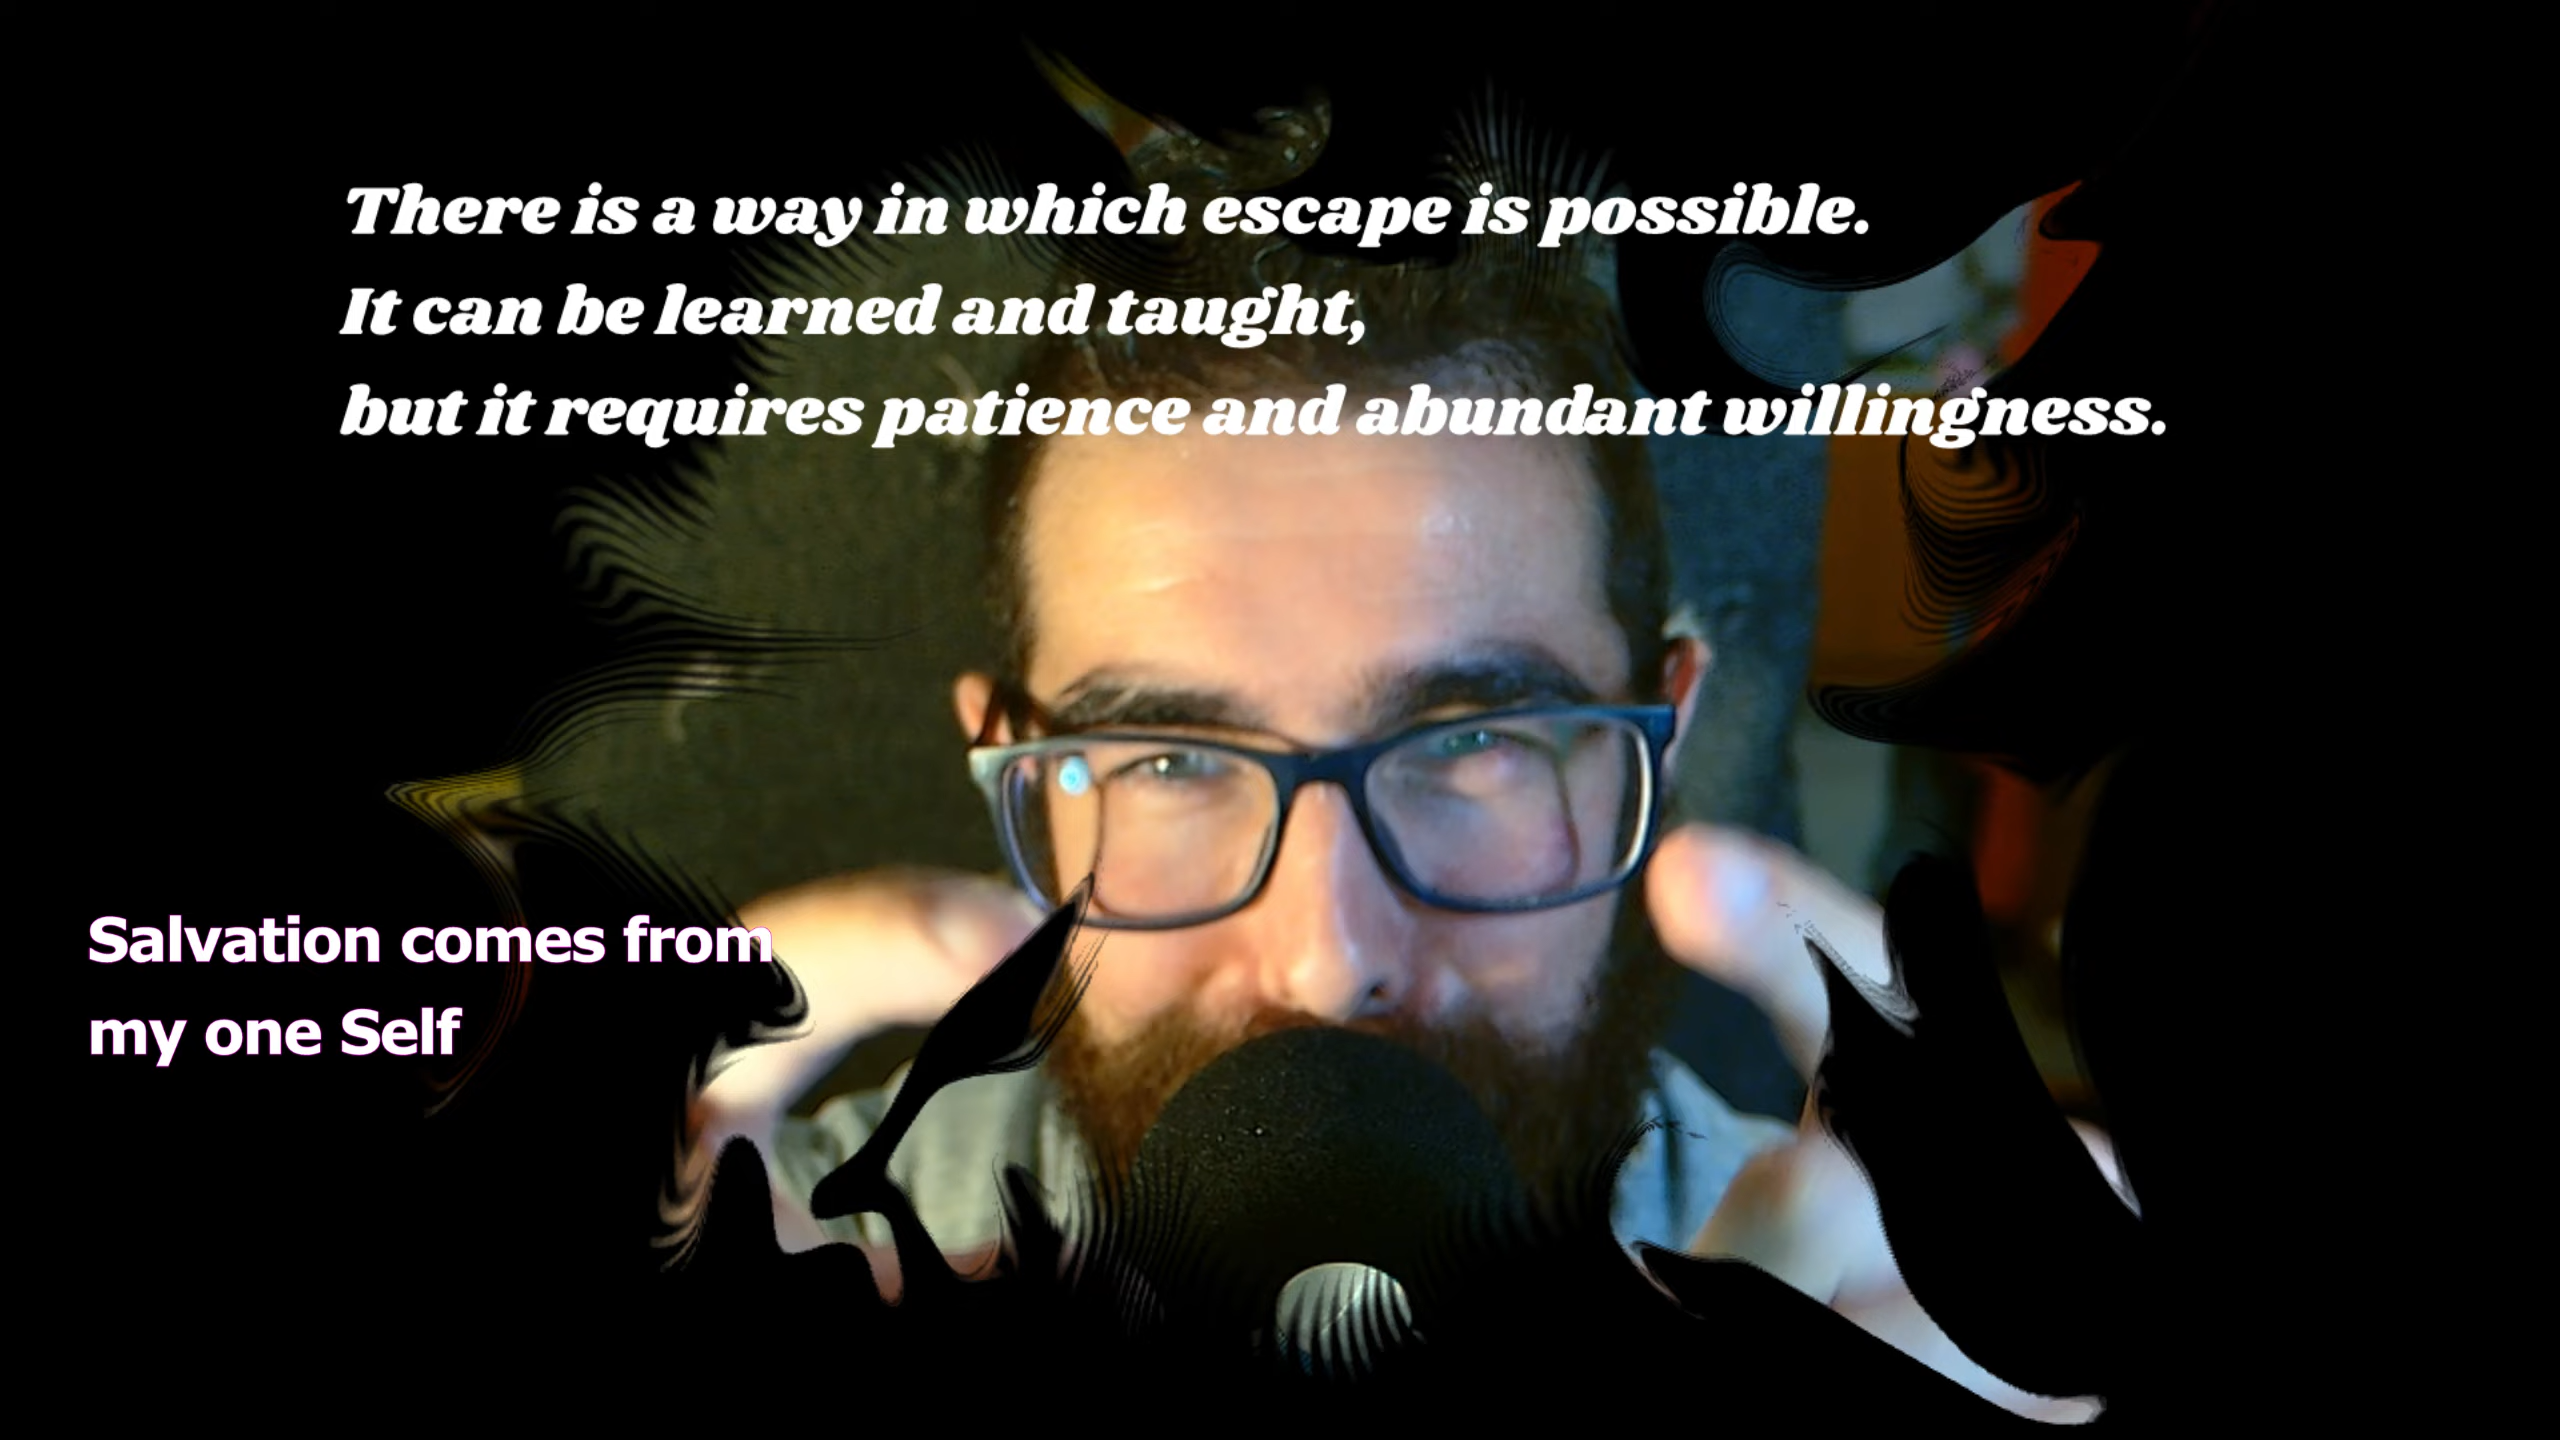 There is a way in which escape is possible.
It can be learned and taught,
but it requires patience and abundant willingness.
Salvation comes from
my one Self